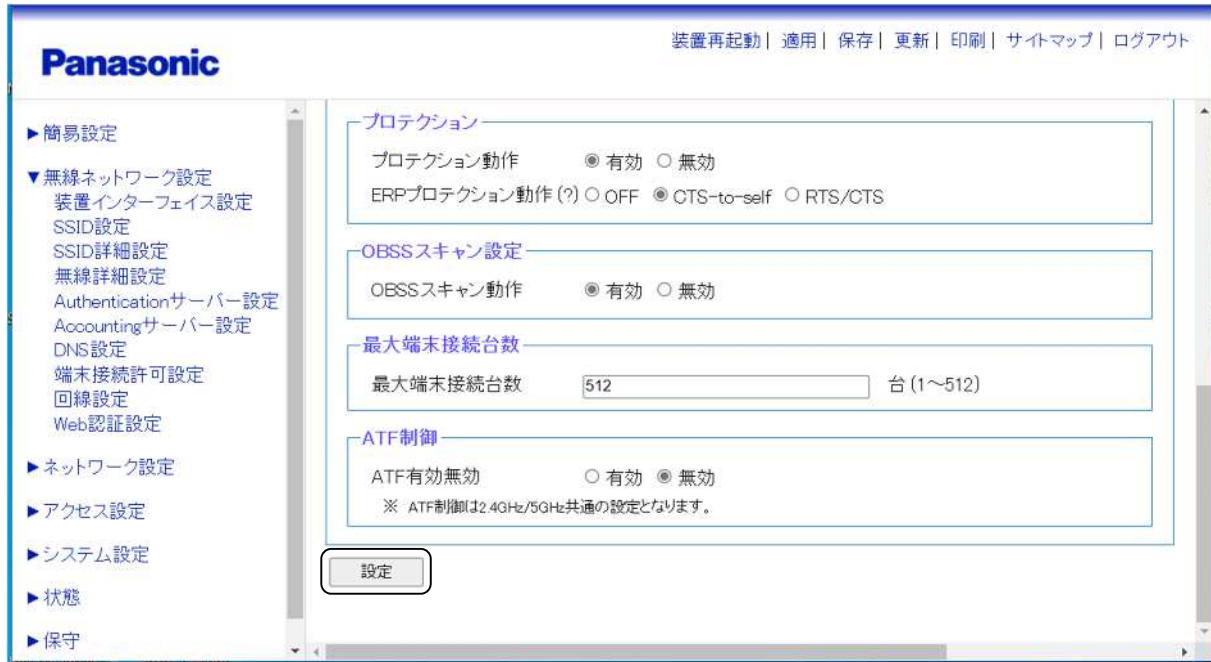 装置再起動| 適用| 保存| 更新| 印刷| サイトマップ| ログアウト
Panasonic
▶簡易設定
▼無線ネットワーク設定
装置インターフェイス設定
SSID設定
SSID詳細設定
無線詳細設定
Authenticationサーバー設定
Accountingサーバー設定
DNS設定
端末接続許可設定
回線設定
Web認証設定
▶ネットワーク設定
▶アクセス設定
▶システム設定
▶状態
▶保守
プロテクション
プロテクション動作 有効 無効
ERPプロテクション動作(?) OFF CTS-to-self RTS/CTS
OBSSスキャン設定
OBSSスキャン動作 有効 無効
最大端末接続台数
最大端末接続台数 512 台(1～512)
ATF制御
ATF有効無効 有効 無効
※ ATF制御は2.4GHz/5GHz共通の設定となります。
設定